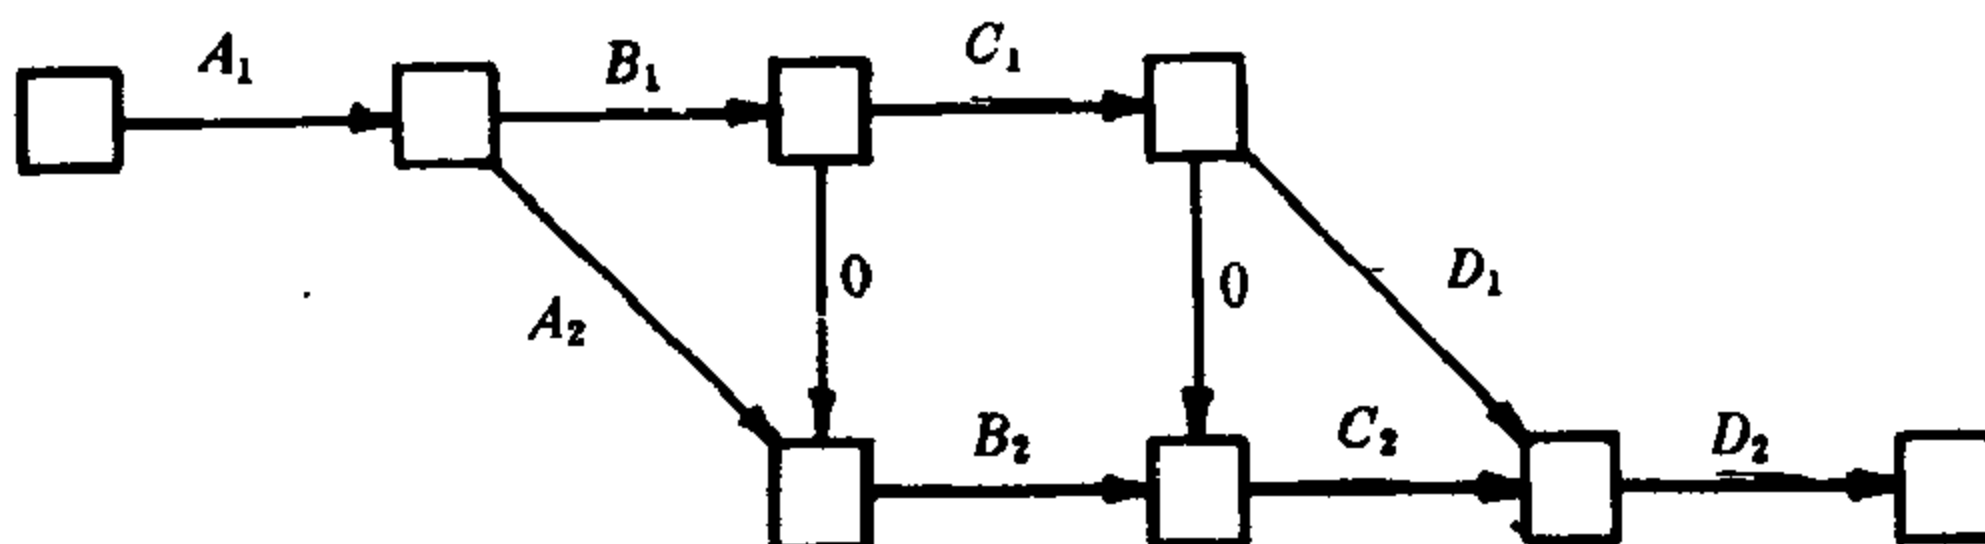 A₁ B₁ C₁
0 0 D₁
A₂
B₂ C₂ D₂